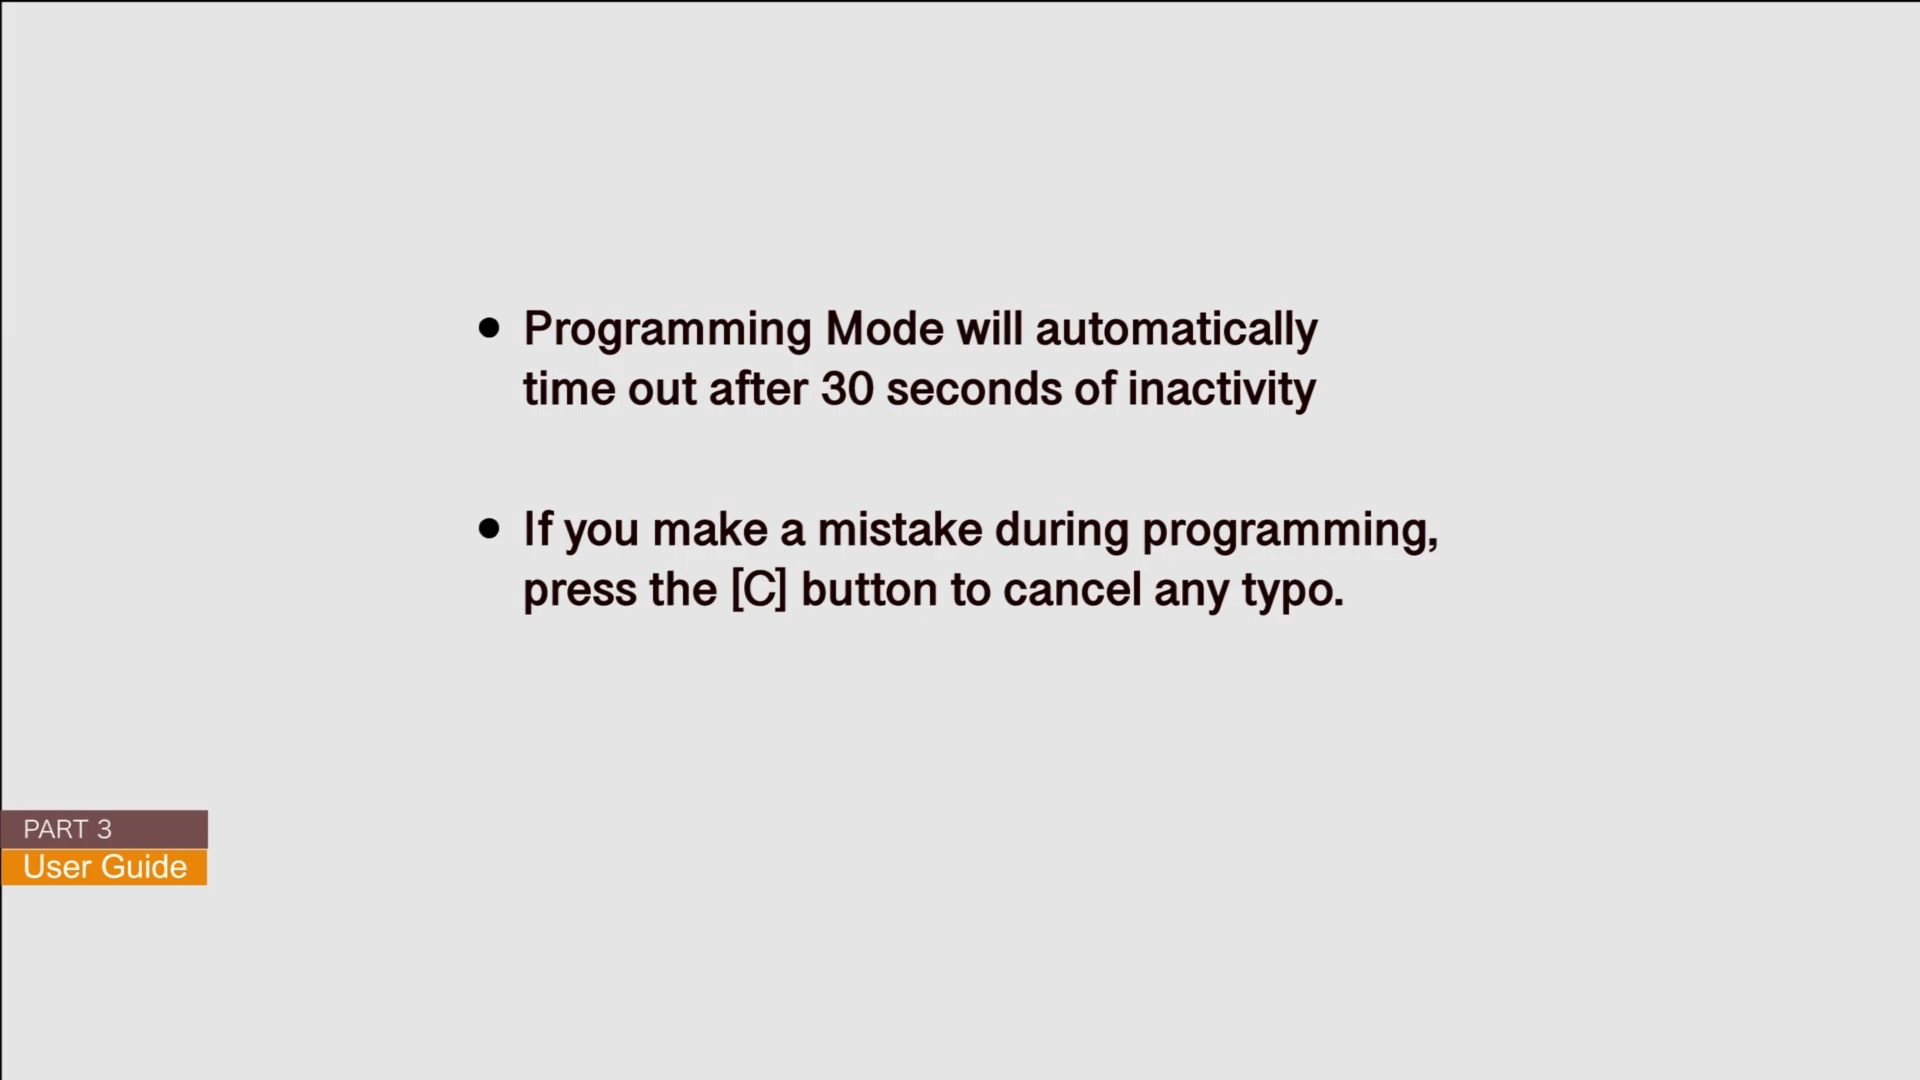 ● Programming Mode will automatically
time out after 30 seconds of inactivity
● If you make a mistake during programming,
press the [C] button to cancel any typo.
PART 3
User Guide